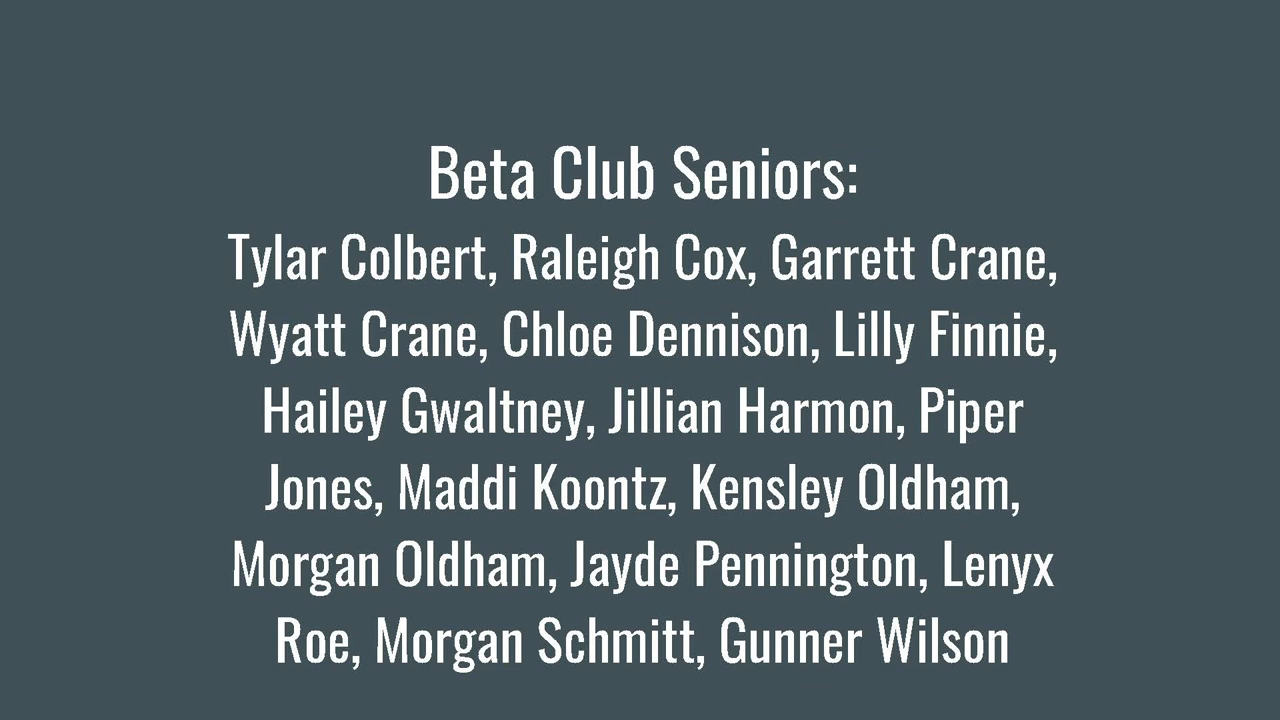 Beta Club Seniors:
Tylar Colbert, Raleigh Cox, Garrett Crane,
Wyatt Crane, Chloe Dennison, Lilly Finnie,
Hailey Gwaltney, Jillian Harmon, Piper
Jones, Maddi Koontz, Kensley Oldham,
Morgan Oldham, Jayde Pennington, Lenyx
Roe, Morgan Schmitt, Gunner Wilson